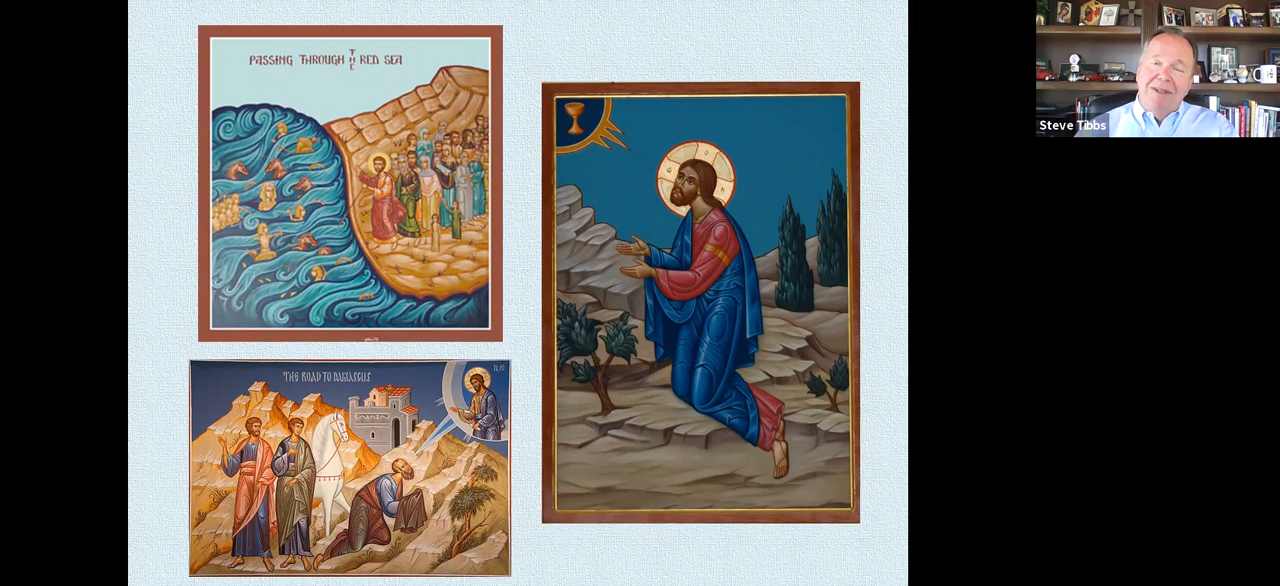 PASSING THROUGH THE RED SEA
Steve Tibbs
THE ROAD TO DAMASCUS